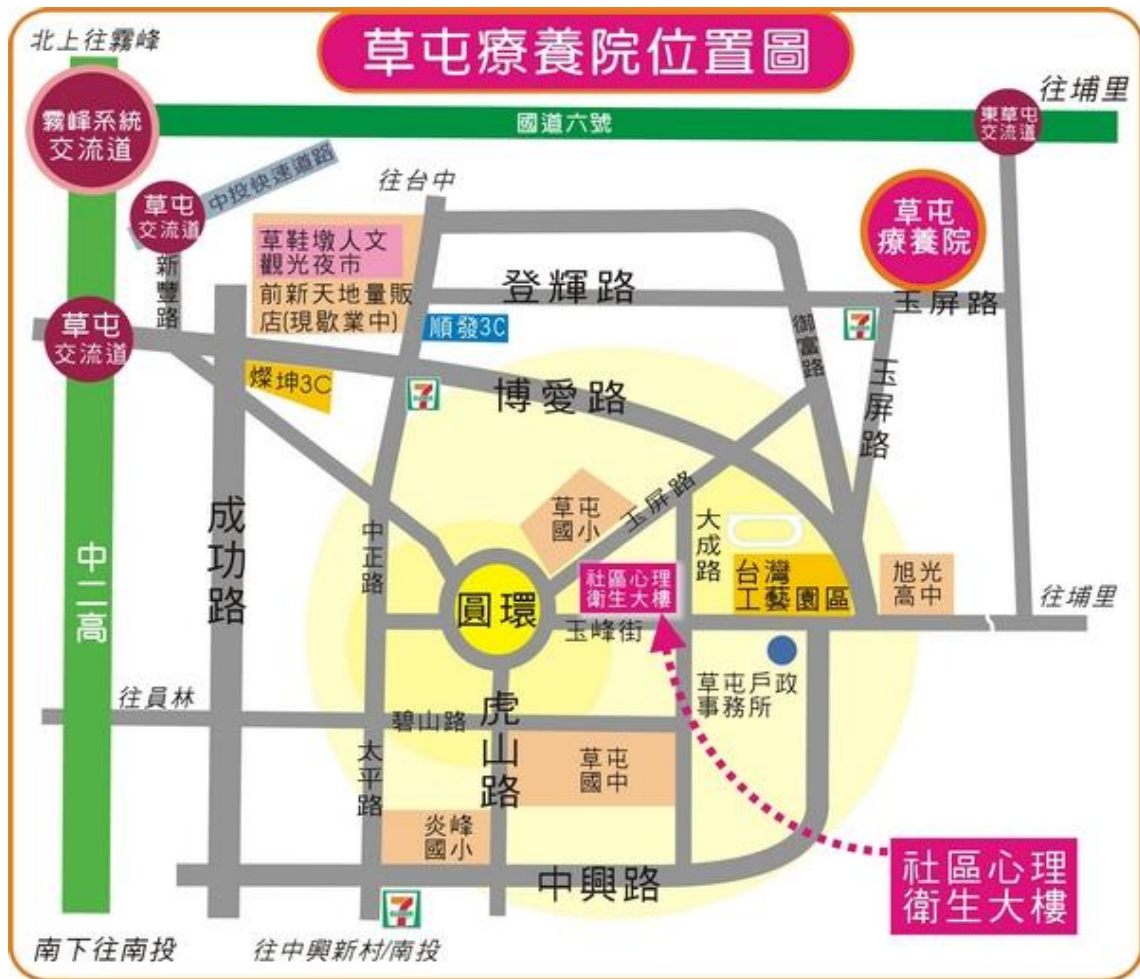 草屯療養院位置圖
北上往霧峰
往埔里
霧峰系統
交流道
國道六號
東草屯
交流道
中投快速道路
往台中
草屯
交流道
草屯
療養院
新豐路
草鞋墩人文
觀光夜市
前新天地量販
店(現歇業中)
登輝路
玉屏路
順發3C
御富路
草屯
交流道
燦坤3C
博愛路
玉屏路
成功路
中正路
草屯
國小
玉屏路
大成路
中二高
圓環
社區心理
衛生大樓
台灣
工藝園區
旭光
高中
往埔里
玉峰街
草屯戶政
事務所
往員林
碧山路
虎山路
太平路
草屯
國中
炎峰
國小
中興路
社區心理
衛生大樓
南下往南投
往中興新村/南投